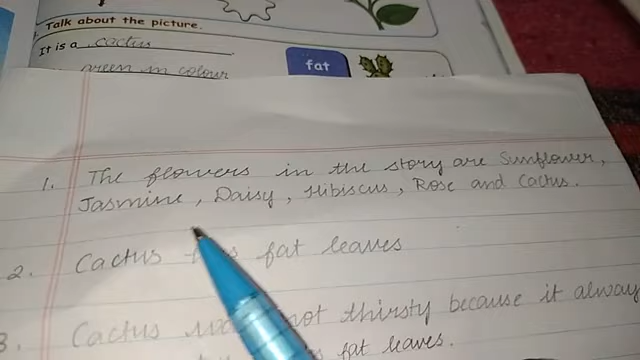 Talk about the picture.
It is a cactus
green in colour
fat
1. The flowers in the story are Sunflower,
Jasmine, Daisy, Hibiscus, Rose and Cactus.
2. Cactus fat leaves
3. Cactus not thirsty because it always
fat leaves.